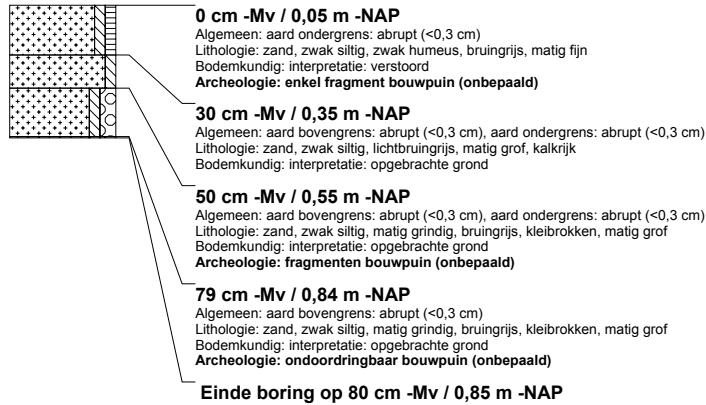 0 cm -Mv / 0,05 m -NAP
Algemeen: aard ondergrens: abrupt (<0,3 cm)
Lithologie: zand, zwak siltig, zwak humeus, bruingrijs, matig fijn
Bodemkundig: interpretatie: verstoord
Archeologie: enkel fragment bouwpuin (onbepaald)
30 cm -Mv / 0,35 m -NAP
Algemeen: aard bovengrens: abrupt (<0,3 cm), aard ondergrens: abrupt (<0,3 cm)
Lithologie: zand, zwak siltig, lichtbruingrijs, matig grof, kalkrijk
Bodemkundig: interpretatie: opgebrachte grond
50 cm -Mv / 0,55 m -NAP
Algemeen: aard bovengrens: abrupt (<0,3 cm), aard ondergrens: abrupt (<0,3 cm)
Lithologie: zand, zwak siltig, matig grindig, bruingrijs, kleibrokken, matig grof
Bodemkundig: interpretatie: opgebrachte grond
Archeologie: fragmenten bouwpuin (onbepaald)
79 cm -Mv / 0,84 m -NAP
Algemeen: aard bovengrens: abrupt (<0,3 cm)
Lithologie: zand, zwak siltig, matig grindig, bruingrijs, kleibrokken, matig grof
Bodemkundig: interpretatie: opgebrachte grond
Archeologie: ondoordringbaar bouwpuin (onbepaald)
Einde boring op 80 cm -Mv / 0,85 m -NAP